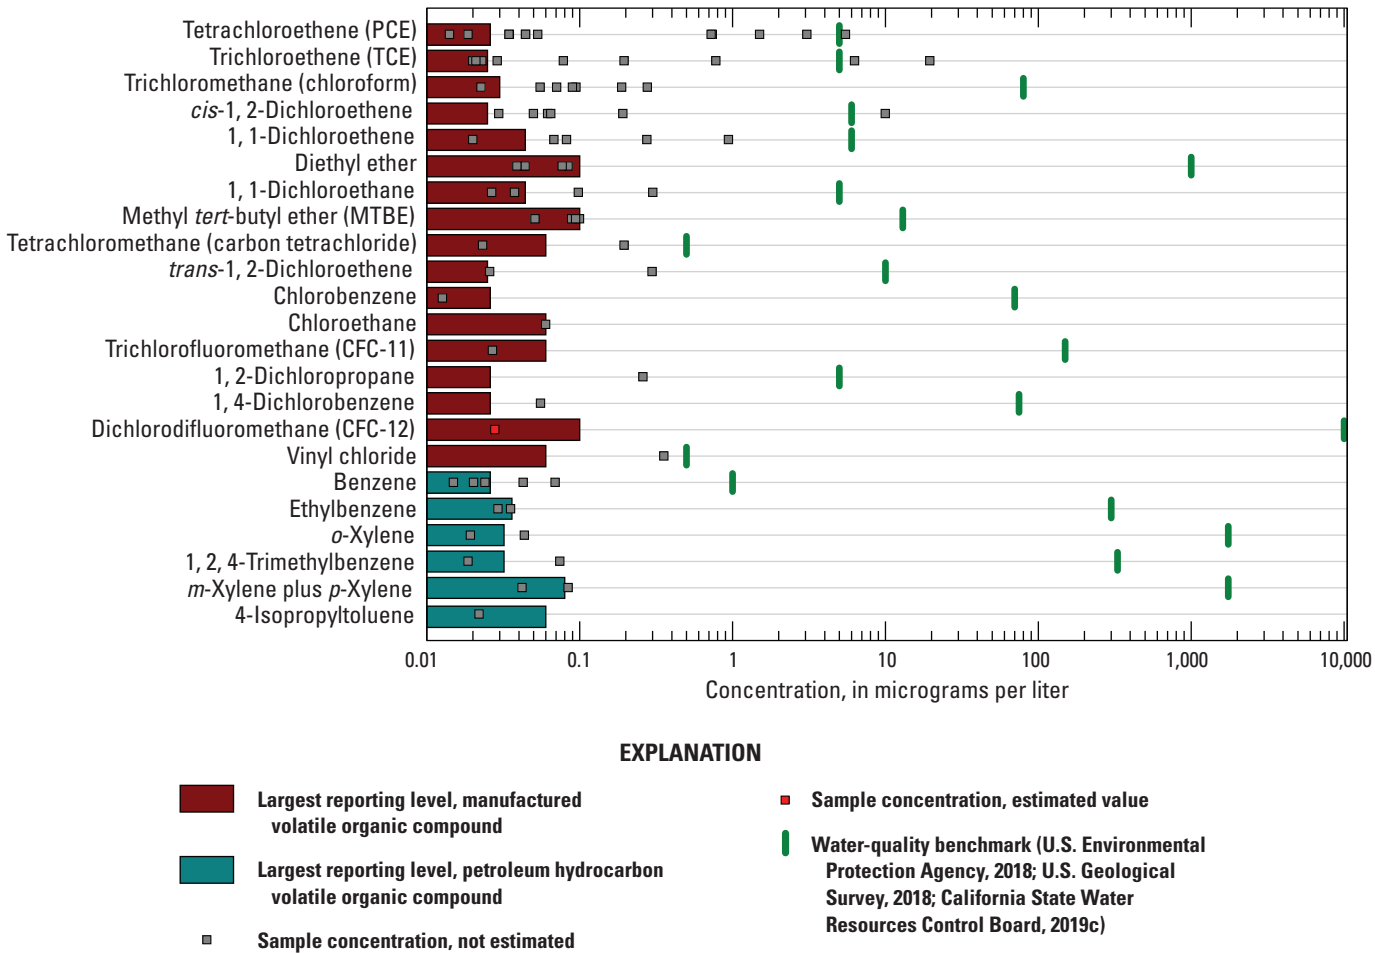 Tetrachloroethene (PCE)
Trichloroethene (TCE)
Trichloromethane (chloroform)
cis-1, 2-Dichloroethene
1, 1-Dichloroethene
Diethyl ether
1, 1-Dichloroethane
Methyl tert-butyl ether (MTBE)
Tetrachloromethane (carbon tetrachloride)
trans-1, 2-Dichloroethene
Chlorobenzene
Chloroethane
Trichlorofluoromethane (CFC-11)
1, 2-Dichloropropane
1, 4-Dichlorobenzene
Dichlorodifluoromethane (CFC-12)
Vinyl chloride
Benzene
Ethylbenzene
o-Xylene
1, 2, 4-Trimethylbenzene
m-Xylene plus p-Xylene
4-Isopropyltoluene
0.01 0.1 1 10 100 1,000 10,000
Concentration, in micrograms per liter
EXPLANATION
Largest reporting level, manufactured
volatile organic compound
Largest reporting level, petroleum hydrocarbon
volatile organic compound
Sample concentration, not estimated
Sample concentration, estimated value
Water-quality benchmark (U.S. Environmental
Protection Agency, 2018; U.S. Geological
Survey, 2018; California State Water
Resources Control Board, 2019c)